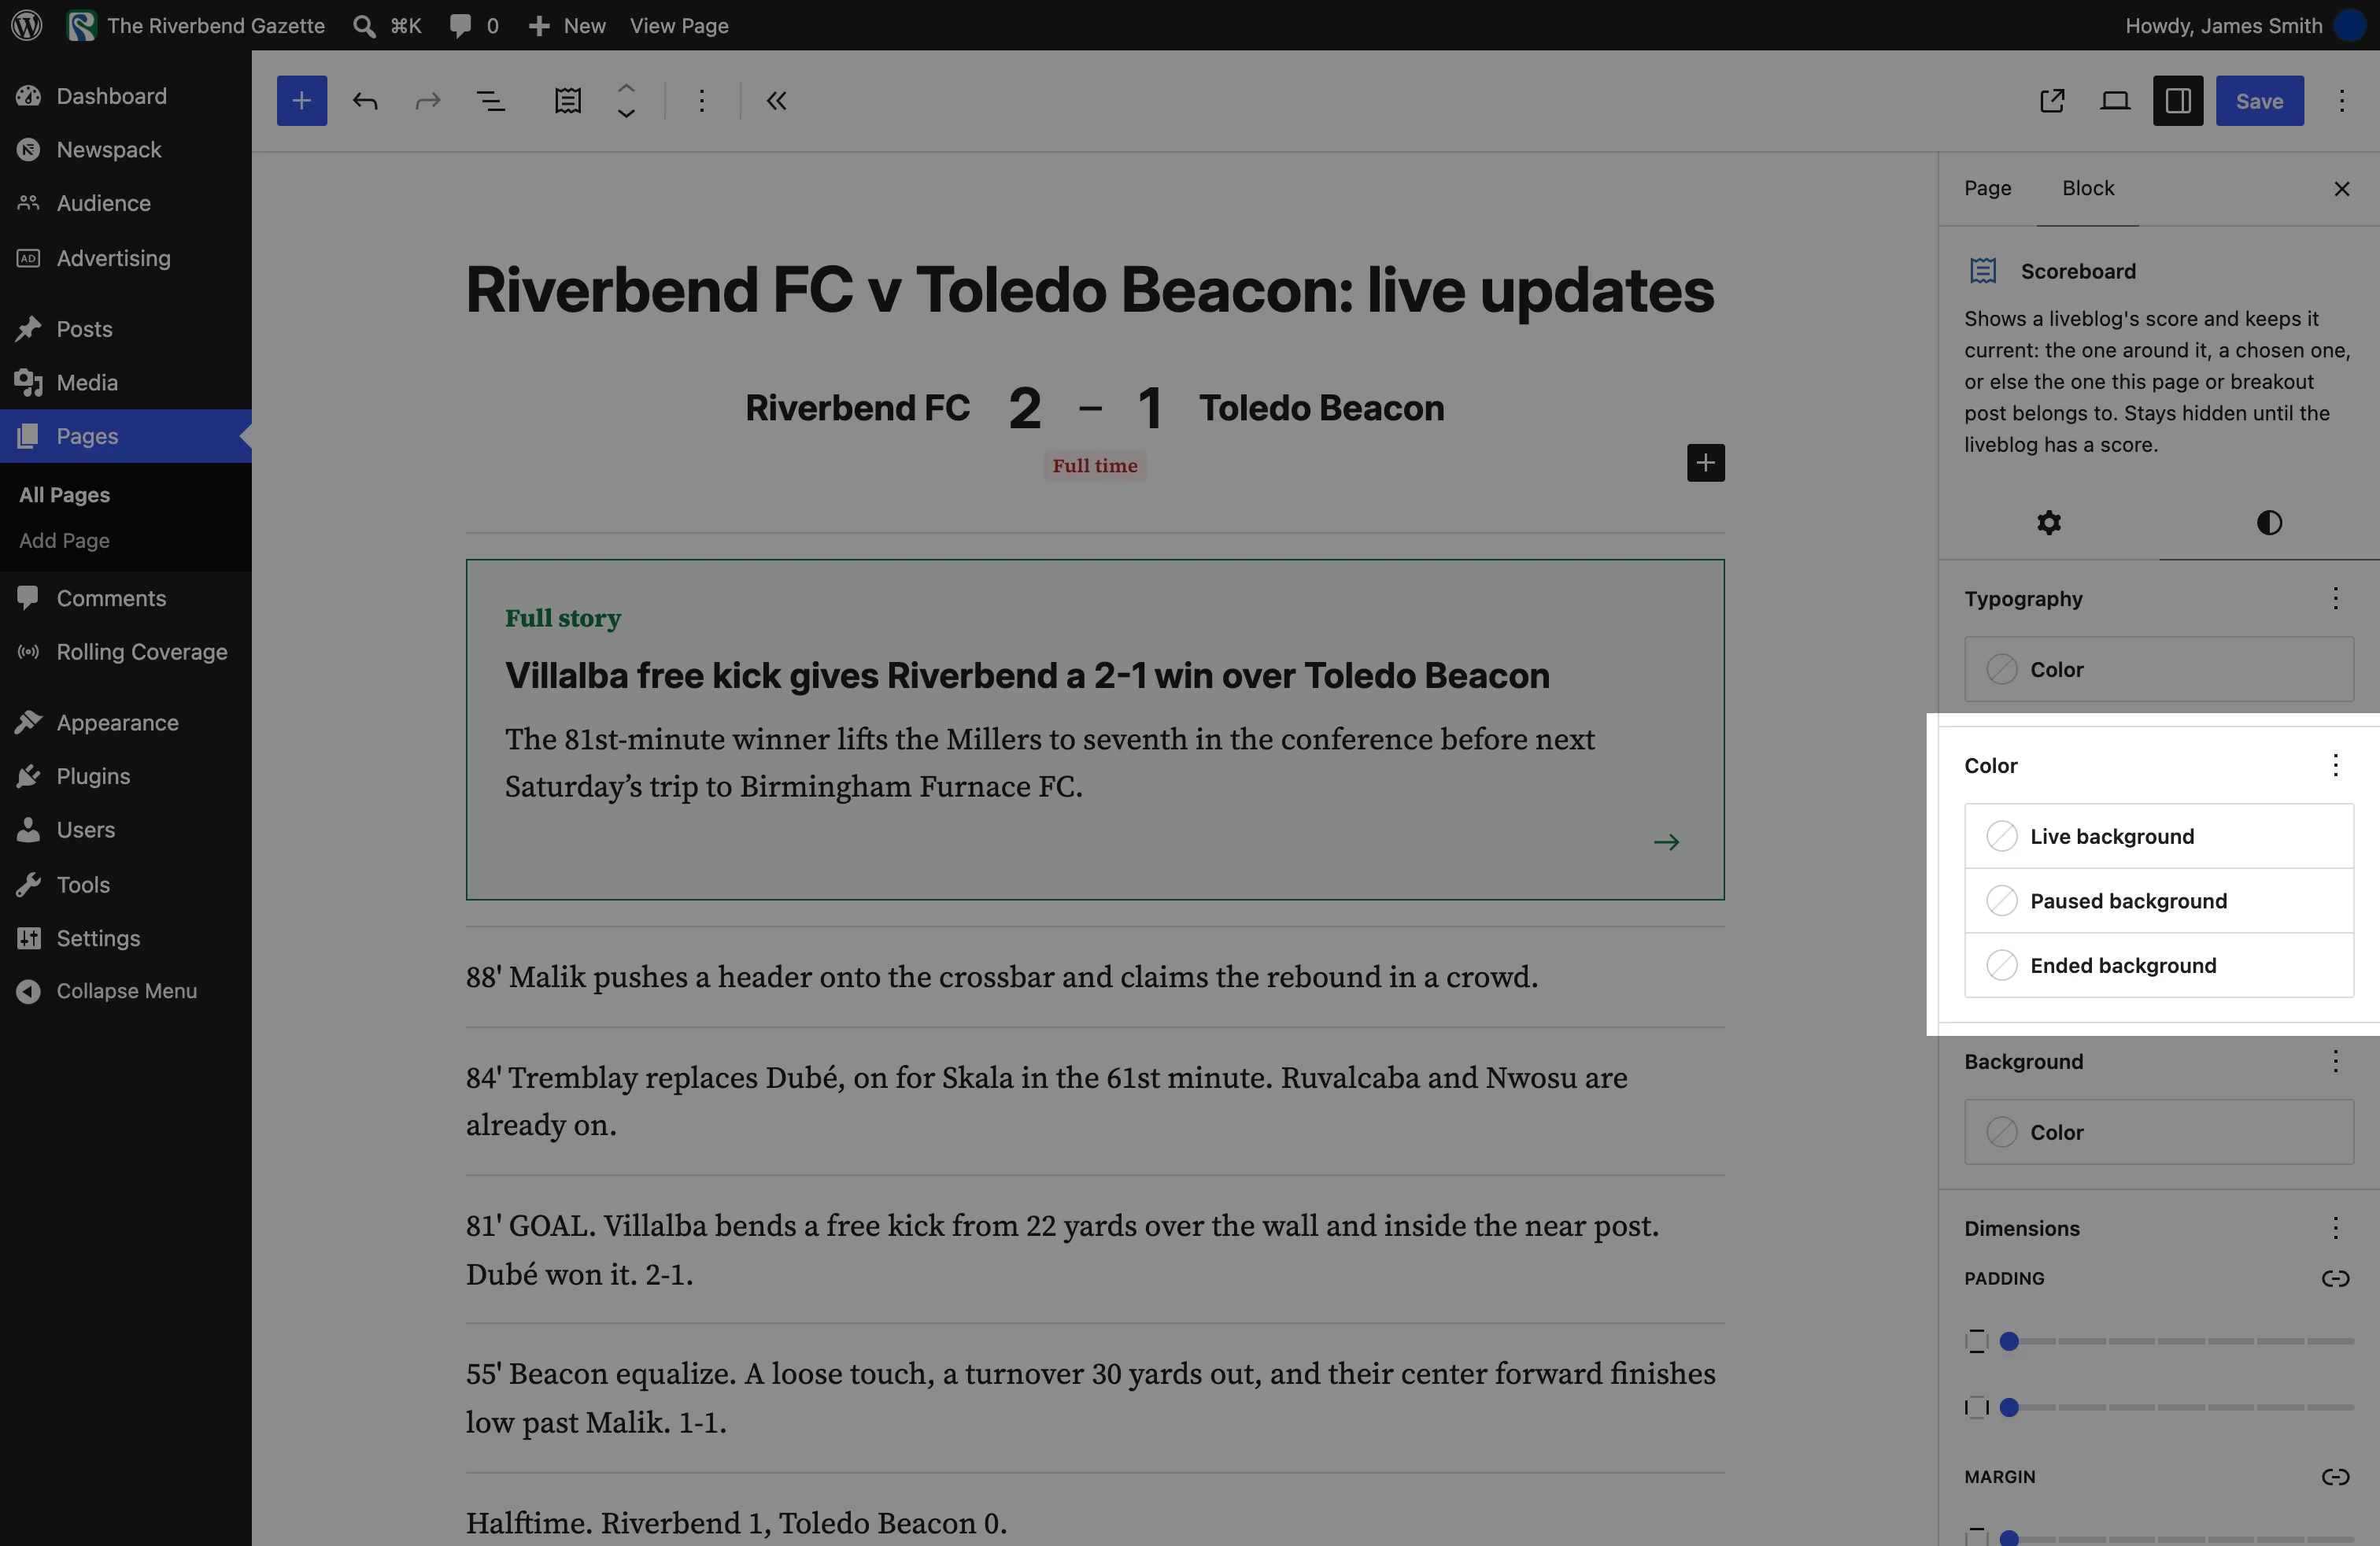 The Riverbend Gazette
⌘K
0
New
View Page
Howdy, James Smith
Dashboard
Newspack
Audience
AD Advertising
Posts
Media
Pages
All Pages
Add Page
Comments
Rolling Coverage
Appearance
Plugins
Users
Tools
Settings
Collapse Menu
Save
Riverbend FC v Toledo Beacon: live updates
Riverbend FC 2 – 1 Toledo Beacon
Full time
Full story
Villalba free kick gives Riverbend a 2-1 win over Toledo Beacon
The 81st-minute winner lifts the Millers to seventh in the conference before next
Saturday’s trip to Birmingham Furnace FC.
88' Malik pushes a header onto the crossbar and claims the rebound in a crowd.
84' Tremblay replaces Dubé, on for Skala in the 61st minute. Ruvalcaba and Nwosu are
already on.
81' GOAL. Villalba bends a free kick from 22 yards over the wall and inside the near post.
Dubé won it. 2-1.
55' Beacon equalize. A loose touch, a turnover 30 yards out, and their center forward finishes
low past Malik. 1-1.
Halftime. Riverbend 1, Toledo Beacon 0.
Page
Block
Scoreboard
Shows a liveblog's score and keeps it
current: the one around it, a chosen one,
or else the one this page or breakout
post belongs to. Stays hidden until the
liveblog has a score.
Typography
Color
Color
Live background
Paused background
Ended background
Background
Color
Dimensions
PADDING
MARGIN